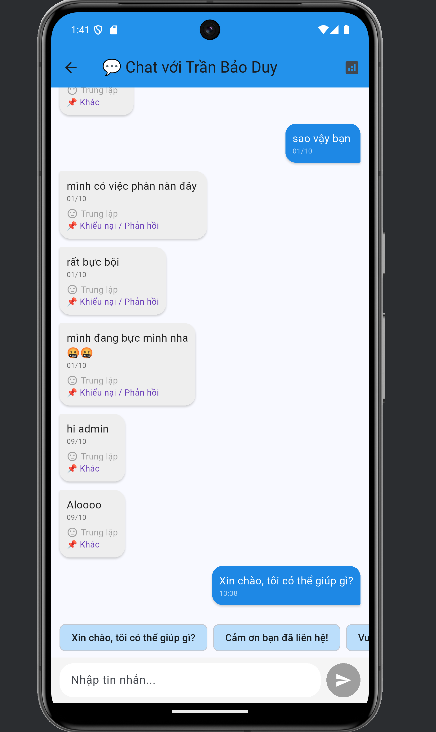 1:41
💬 Chat với Trần Bảo Duy
Trung lập
📌 Khác
sao vậy bạn
01/10
mình có việc phàn nàn đây
01/10
Trung lập
📌 Khiếu nại / Phản hồi
rất bực bội
01/10
Trung lập
📌 Khiếu nại / Phản hồi
mình đang bực mình nha
🤬🤬
01/10
Trung lập
📌 Khiếu nại / Phản hồi
hi admin
09/10
Trung lập
📌 Khác
Aloooo
09/10
Trung lập
📌 Khác
Xin chào, tôi có thể giúp gì?
13:38
Xin chào, tôi có thể giúp gì?
Cảm ơn bạn đã liên hệ!
Vu
Nhập tin nhắn...